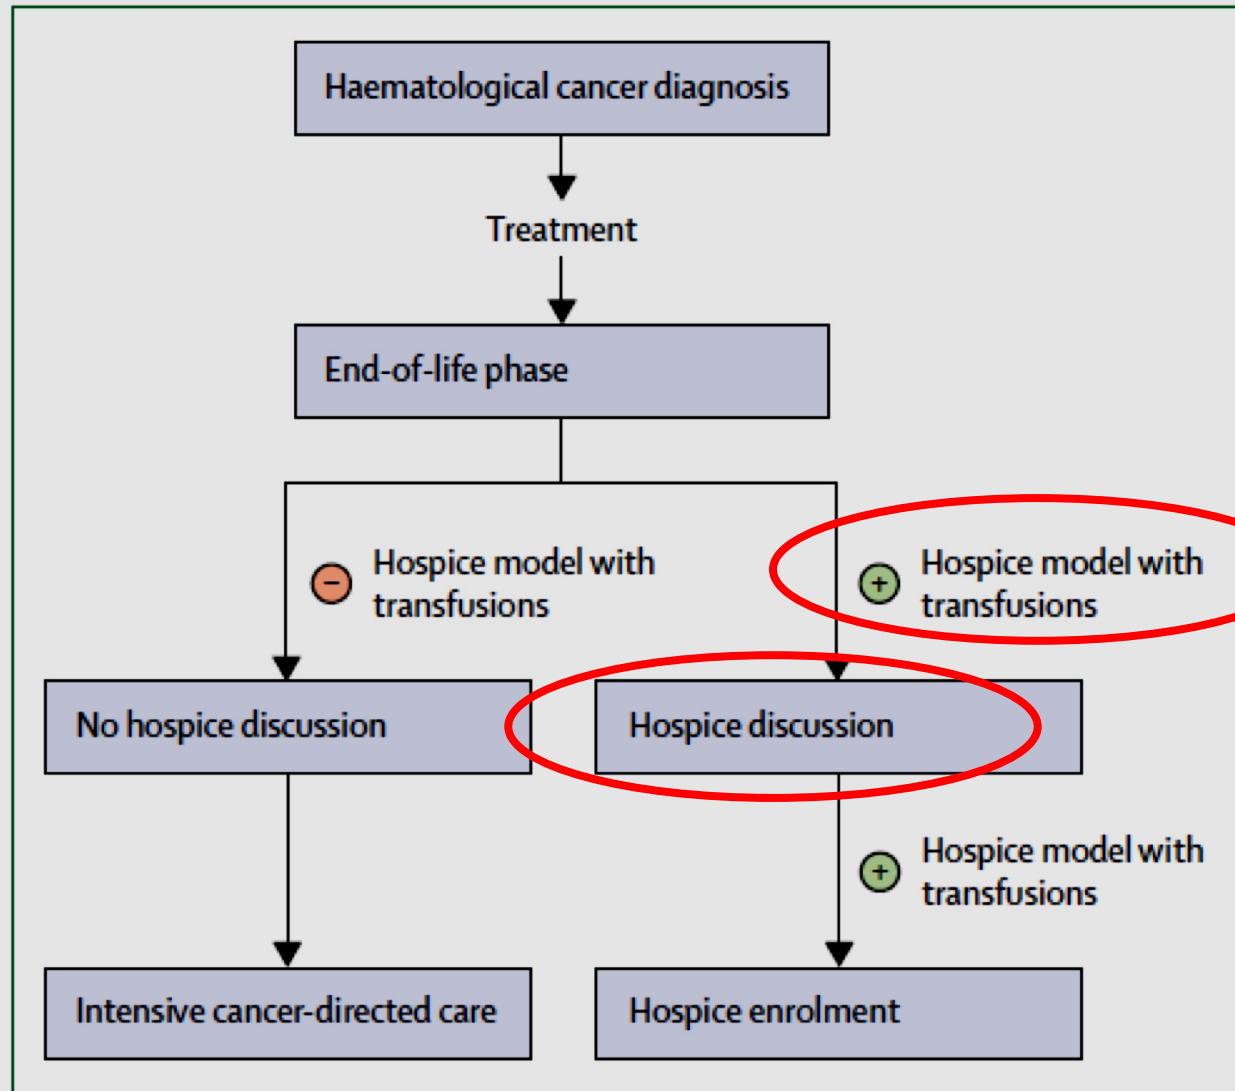 Haematological cancer diagnosis
Treatment
End-of-life phase
− Hospice model with
transfusions
+ Hospice model with
transfusions
No hospice discussion
Hospice discussion
+ Hospice model with
transfusions
Intensive cancer-directed care
Hospice enrolment